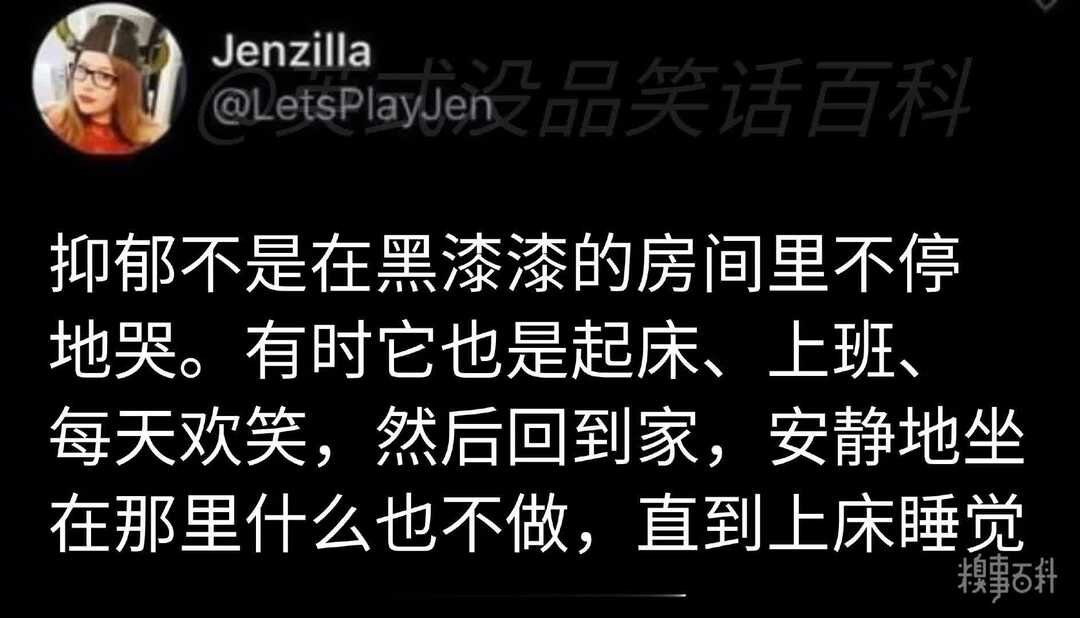 Jenzilla
@LetsPlayJen
@英式没品笑话百科
抑郁不是在黑漆漆的房间里不停
地哭。有时它也是起床、上班、
每天欢笑，然后回到家，安静地坐
在那里什么也不做，直到上床睡觉
糗事百科